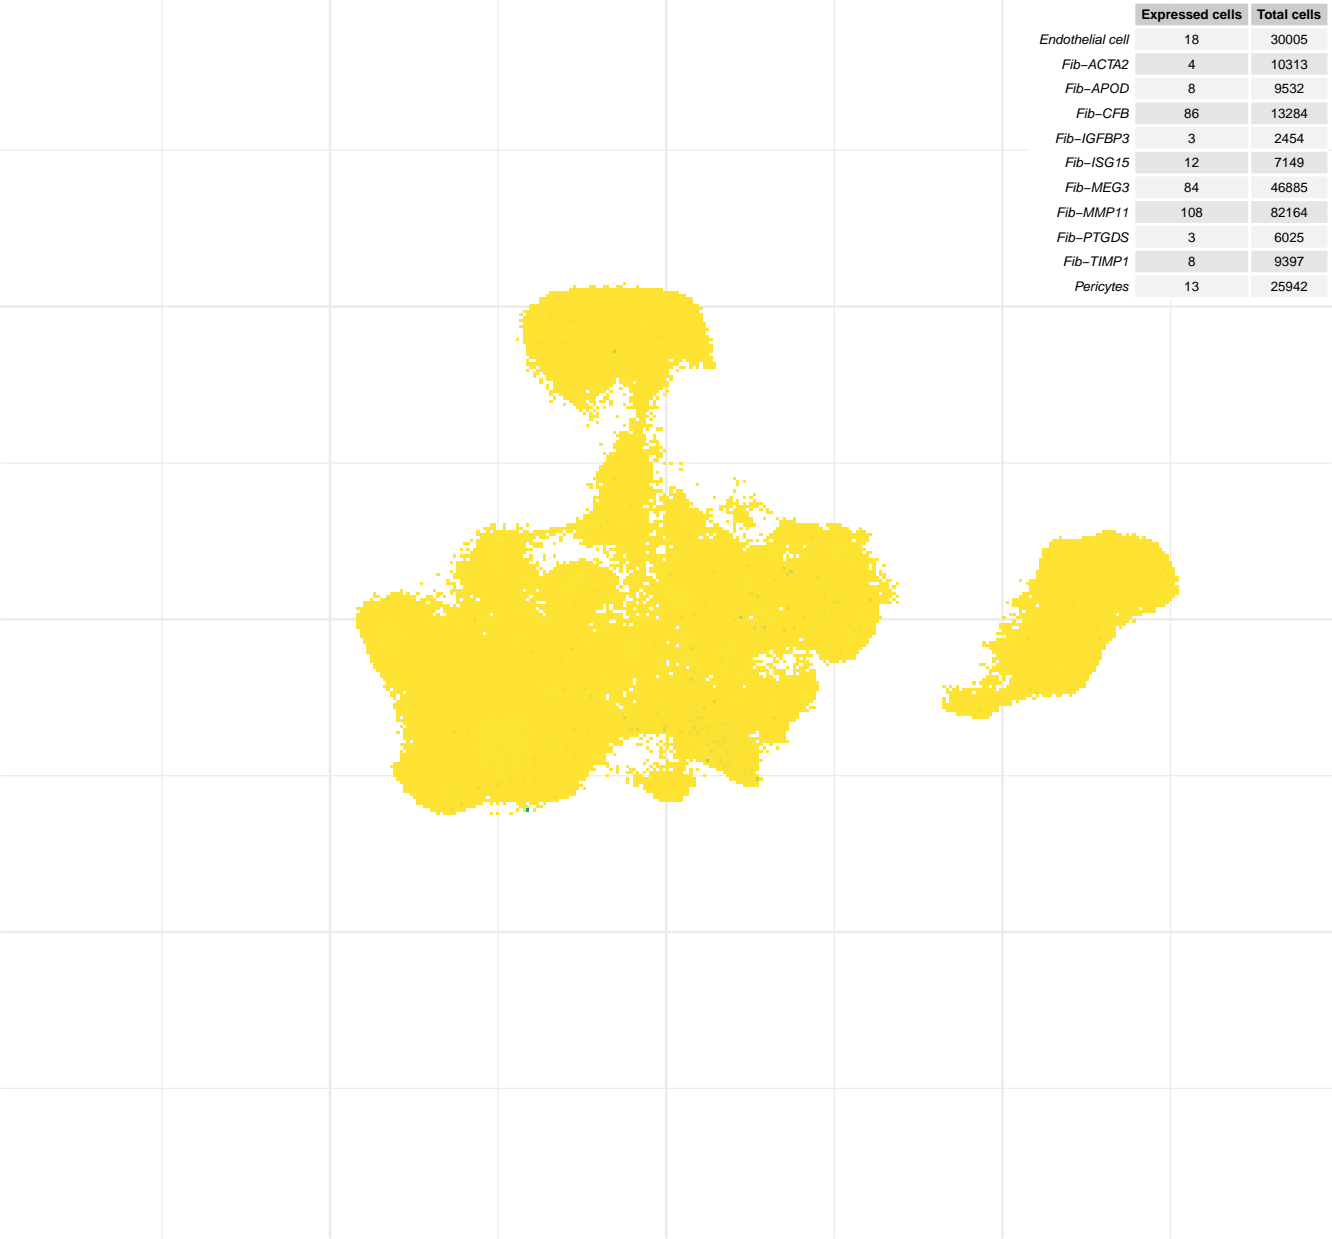 Expressed cells Total cells
Endothelial cell 18 30005
Fib−ACTA2 4 10313
Fib−APOD 8 9532
Fib−CFB 86 13284
Fib−IGFBP3 3 2454
Fib−ISG15 12 7149
Fib−MEG3 84 46885
Fib−MMP11 108 82164
Fib−PTGDS 3 6025
Fib−TIMP1 8 9397
Pericytes 13 25942